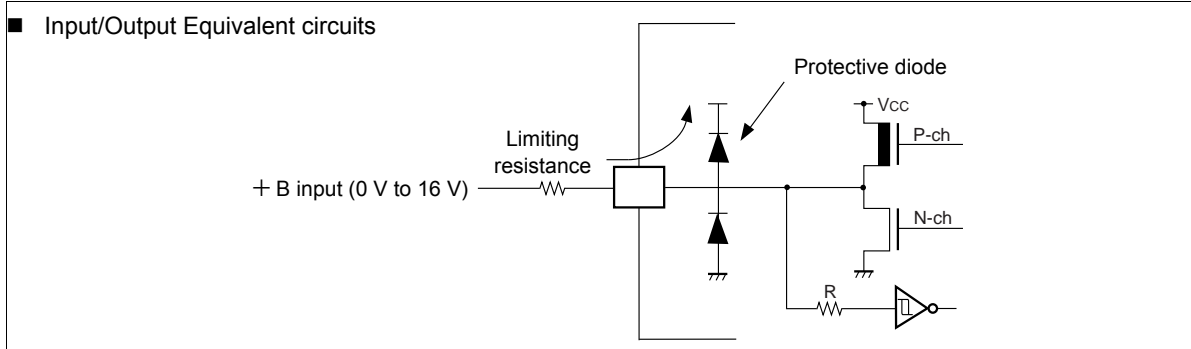 ■ Input/Output Equivalent circuits
Protective diode
Vcc
P-ch
Limiting
resistance
+ B input (0 V to 16 V)
N-ch
R